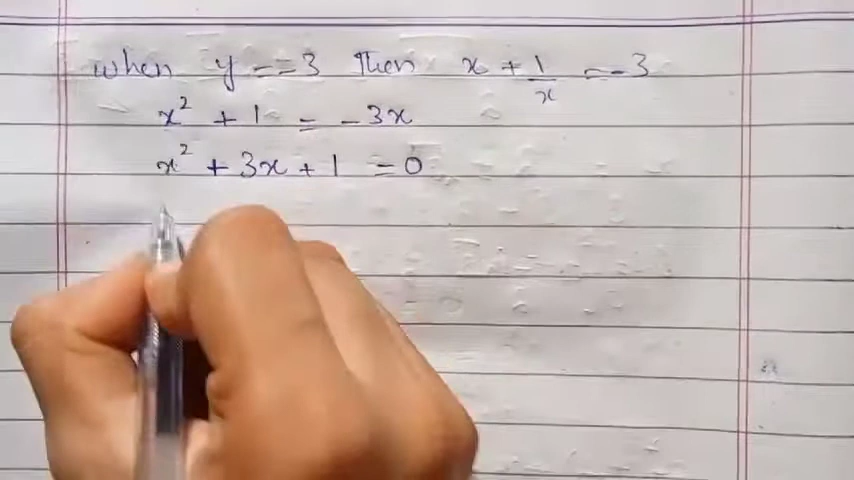 when y = -3 then x + 1/x = -3
x² + 1 = -3x
x² + 3x + 1 = 0